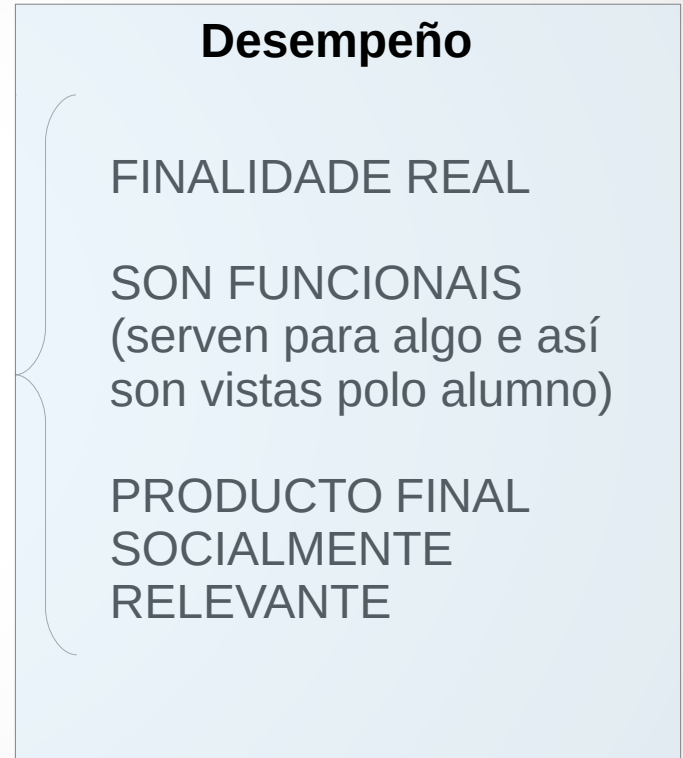 Desempeño
FINALIDADE REAL
SON FUNCIONAIS
(serven para algo e así
son vistas polo alumno)
PRODUCTO FINAL
SOCIALMENTE
RELEVANTE